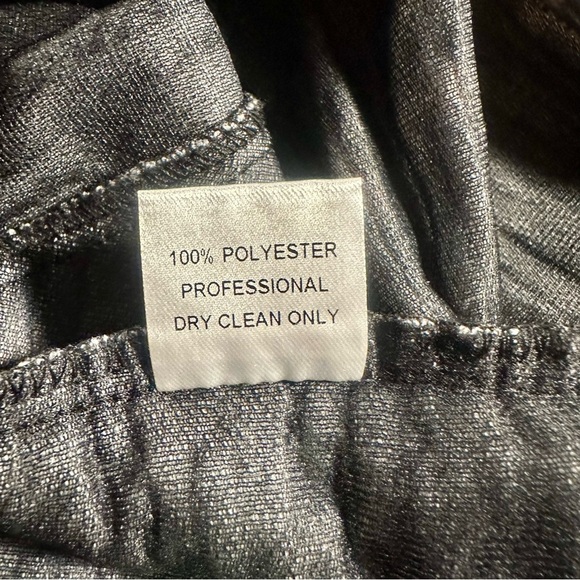 100% POLYESTER
PROFESSIONAL
DRY CLEAN ONLY